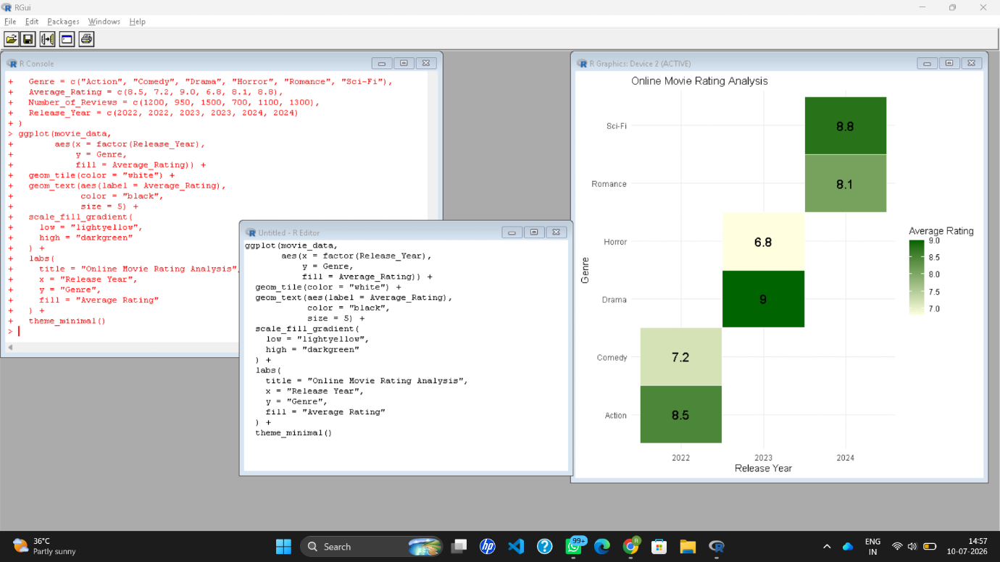 RGui
File Edit Packages Windows Help
R Console
+   Genre = c("Action", "Comedy", "Drama", "Horror", "Romance", "Sci-Fi"),
+   Average_Rating = c(8.5, 7.2, 9.0, 6.8, 8.1, 8.8),
+   Number_of_Reviews = c(1200, 950, 1500, 700, 1100, 1300),
+   Release_Year = c(2022, 2022, 2023, 2023, 2024, 2024)
+ )
> ggplot(movie_data,
+        aes(x = factor(Release_Year),
+            y = Genre,
+            fill = Average_Rating)) +
+   geom_tile(color = "white") +
+   geom_text(aes(label = Average_Rating),
+             color = "black",
+             size = 5) +
+   scale_fill_gradient(
+     low = "lightyellow",
+     high = "darkgreen"
+   ) +
+   labs(
+     title = "Online Movie Rating Analysis",
+     x = "Release Year",
+     y = "Genre",
+     fill = "Average Rating"
+   ) +
+   theme_minimal()
>
Untitled - R Editor
ggplot(movie_data,
       aes(x = factor(Release_Year),
           y = Genre,
           fill = Average_Rating)) +
  geom_tile(color = "white") +
  geom_text(aes(label = Average_Rating),
            color = "black",
            size = 5) +
  scale_fill_gradient(
    low = "lightyellow",
    high = "darkgreen"
  ) +
  labs(
    title = "Online Movie Rating Analysis",
    x = "Release Year",
    y = "Genre",
    fill = "Average Rating"
  ) +
  theme_minimal()
R Graphics: Device 2 (ACTIVE)
Online Movie Rating Analysis
Sci-Fi 8.8
Romance 8.1
Horror 6.8
Drama 9
Comedy 7.2
Action 8.5
Genre
2022 2023 2024
Release Year
Average Rating
9.0
8.5
8.0
7.5
7.0
36°C
Partly sunny
Search
99+
R
ENG
IN
14:57
10-07-2026